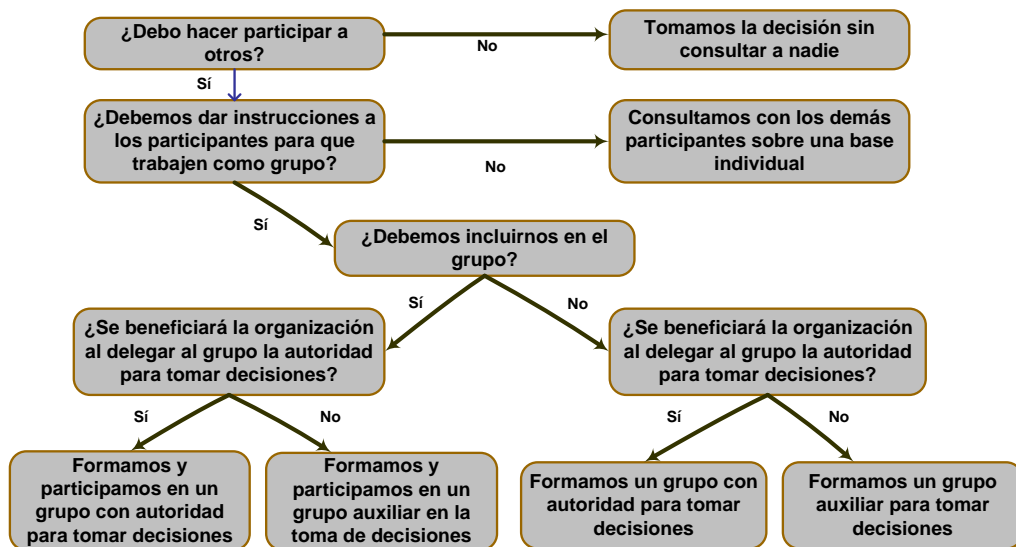 ¿Debo hacer participar a
otros?
No
Tomamos la decisión sin
consultar a nadie
Sí
¿Debemos dar instrucciones a
los participantes para que
trabajen como grupo?
No
Consultamos con los demás
participantes sobre una base
individual
Sí
¿Debemos incluirnos en el
grupo?
Sí
No
¿Se beneficiará la organización
al delegar al grupo la autoridad
para tomar decisiones?
¿Se beneficiará la organización
al delegar al grupo la autoridad
para tomar decisiones?
Sí
No
Sí
No
Formamos y
participamos en un
grupo con autoridad
para tomar decisiones
Formamos y
participamos en un
grupo auxiliar en la
toma de decisiones
Formamos un grupo con
autoridad para tomar
decisiones
Formamos un grupo
auxiliar para tomar
decisiones